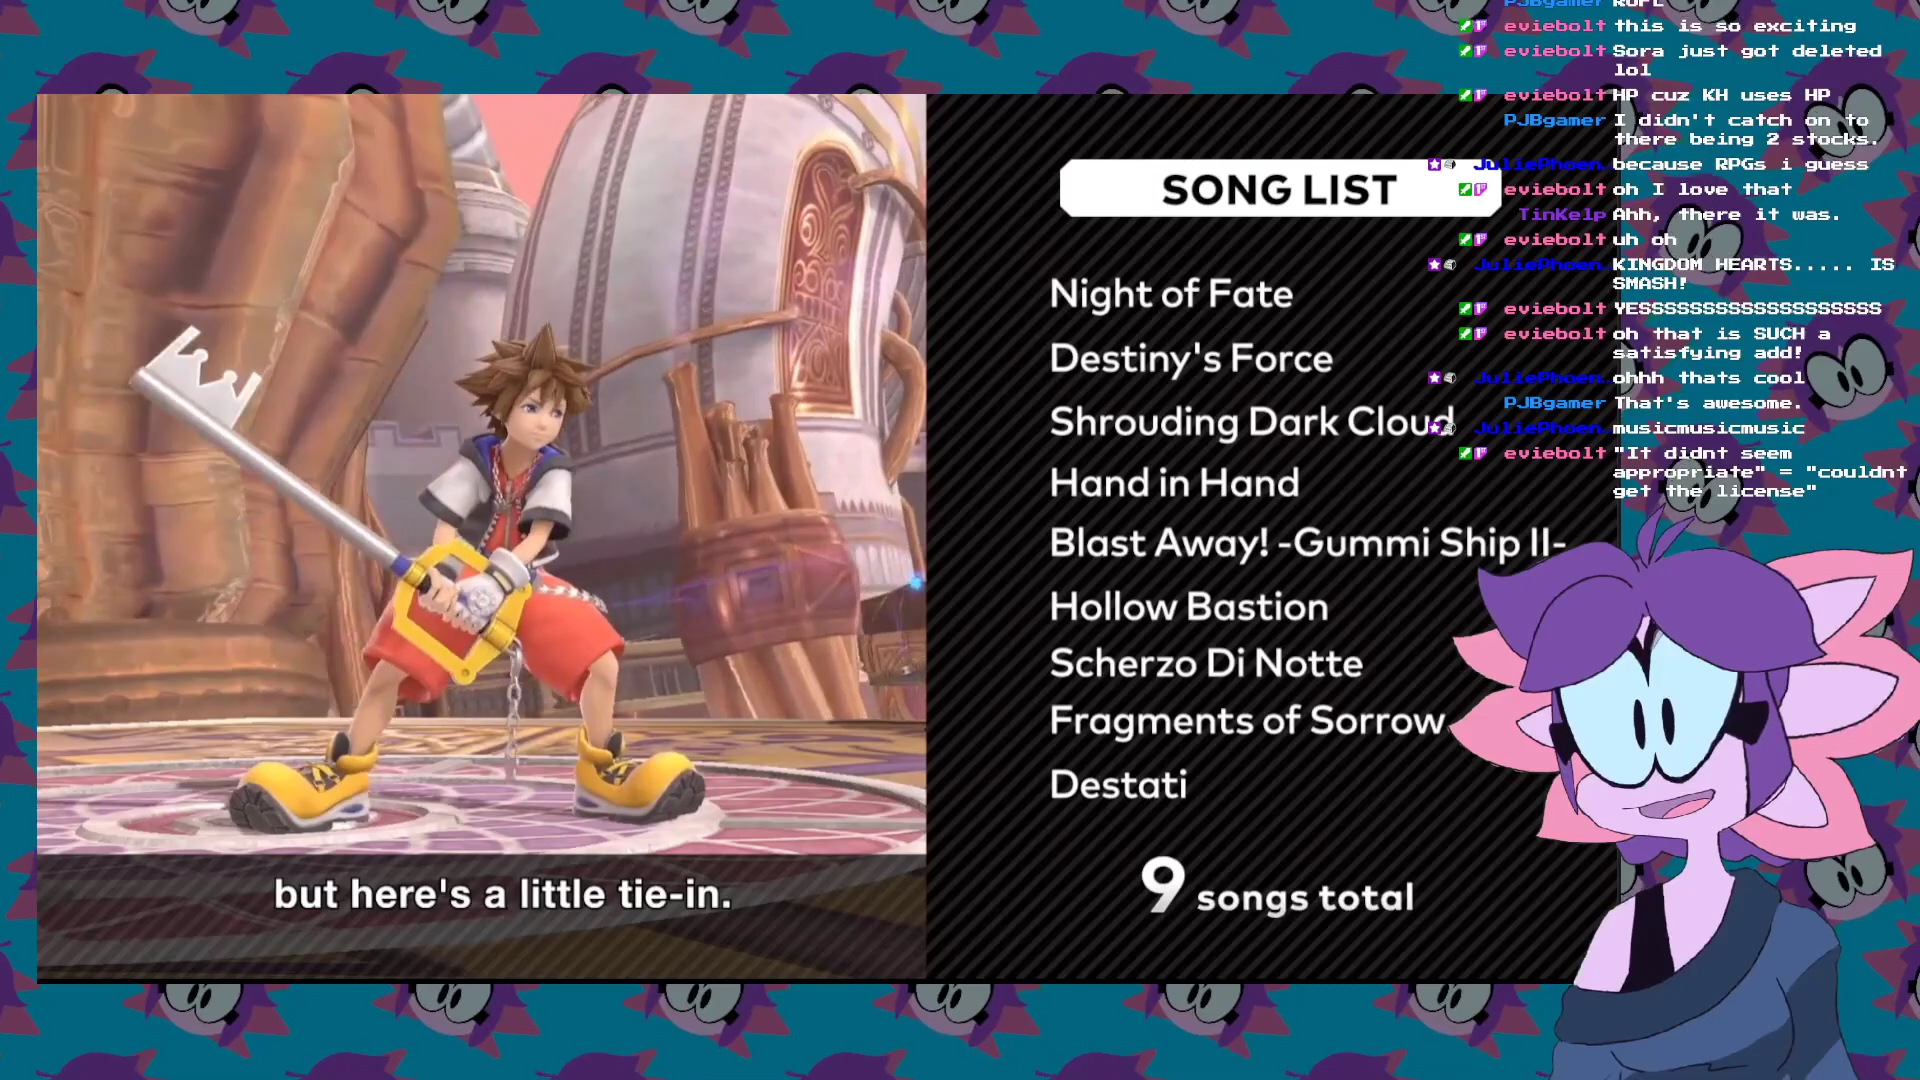 SONG LIST
Night of Fate
Destiny's Force
Shrouding Dark Cloud
Hand in Hand
Blast Away! -Gummi Ship II-
Hollow Bastion
Scherzo Di Notte
Fragments of Sorrow
Destati
9 songs total
but here's a little tie-in.
PJBgamer ROFL
eviebolt this is so exciting
eviebolt Sora just got deleted
lol
eviebolt HP cuz KH uses HP
PJBgamer I didn't catch on to
there being 2 stocks.
JuliePhoen… because RPGs i guess
eviebolt oh I love that
TinKelp Ahh, there it was.
eviebolt uh oh
JuliePhoen… KINGDOM HEARTS..... IS
SMASH!
eviebolt YESSSSSSSSSSSSSSSSSS
eviebolt oh that is SUCH a
satisfying add!
JuliePhoen… ohhh thats cool
PJBgamer That's awesome.
JuliePhoen… musicmusicmusic
eviebolt "It didnt seem
appropriate" = "couldnt
get the license"